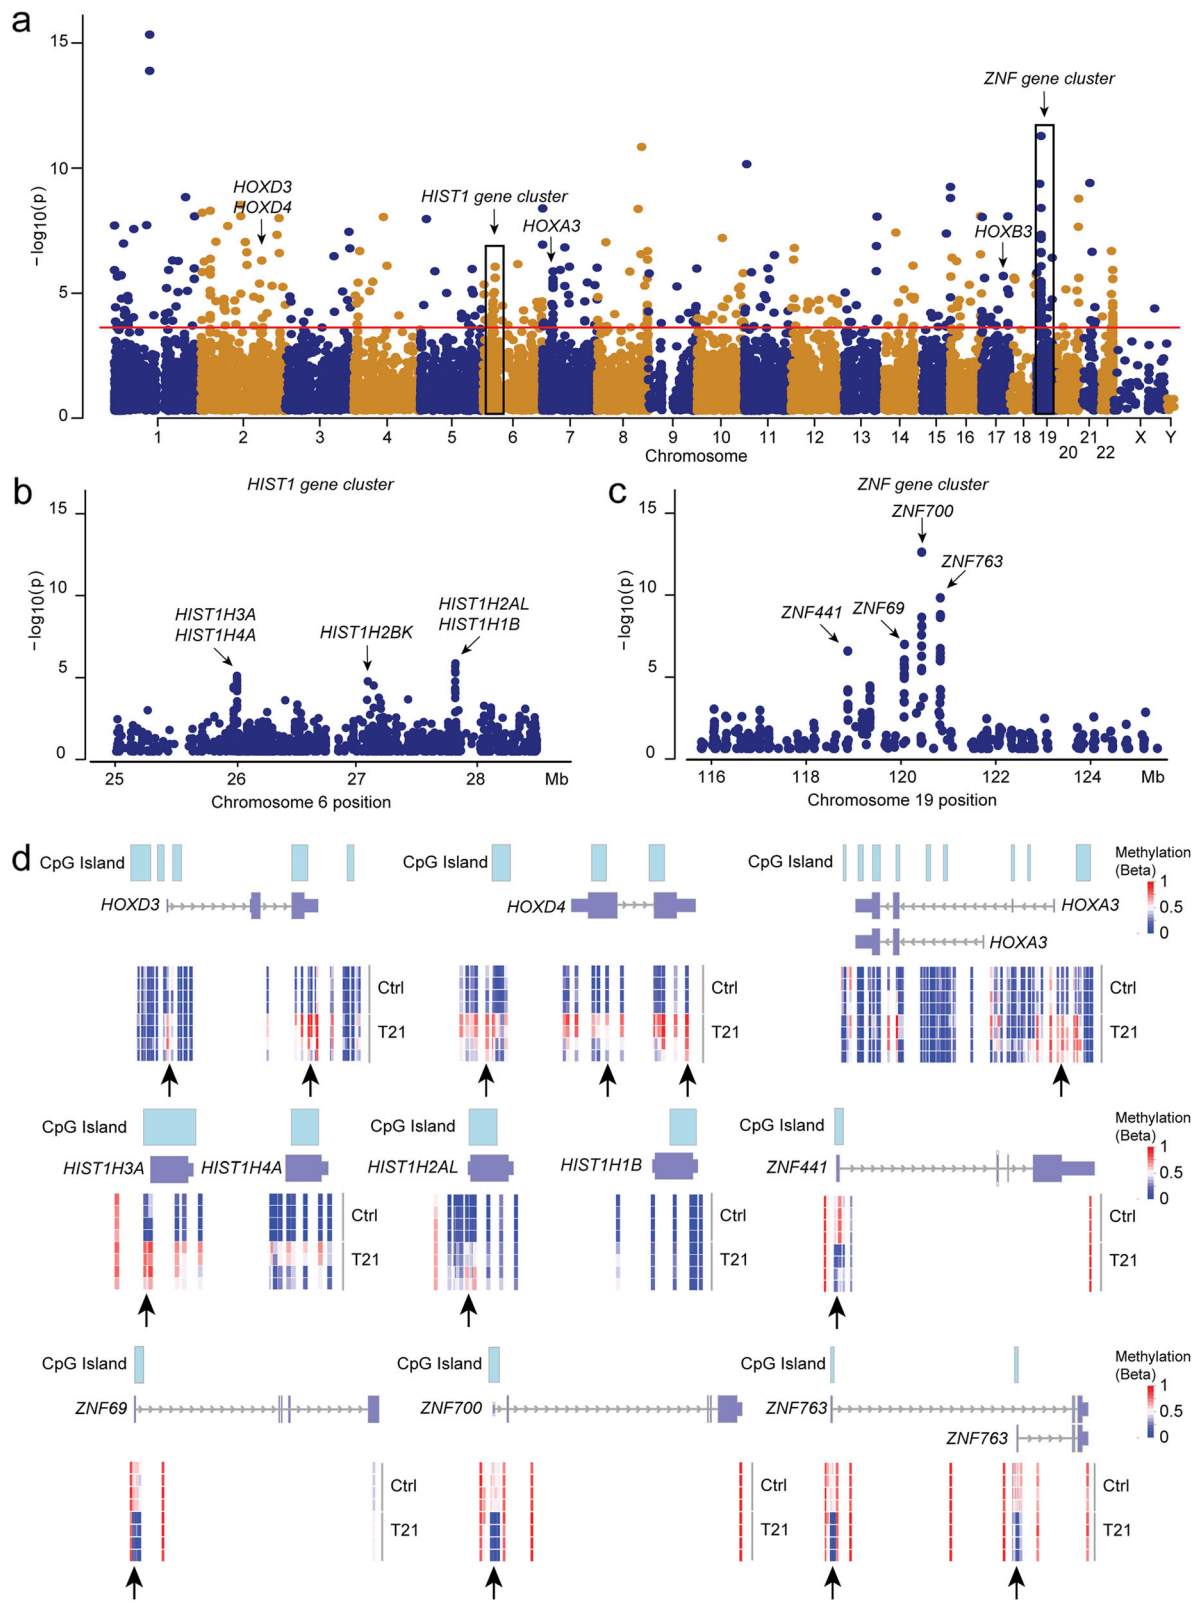 a
15
10
5
0
−log10(p)
HOXD3
HOXD4
HIST1 gene cluster
HOXA3
HOXB3
ZNF gene cluster
1 2 3 4 5 6 7 8 9 10 11 12 13 14 15 16 17 18 19 21 X Y
20 22
Chromosome
b
HIST1 gene cluster
15
10
5
0
−log10(p)
HIST1H3A
HIST1H4A
HIST1H2BK
HIST1H2AL
HIST1H1B
25 26 27 28 Mb
Chromosome 6 position
c
ZNF gene cluster
ZNF700
ZNF763
ZNF441
ZNF69
15
10
5
0
−log10(p)
116 118 120 122 124 Mb
Chromosome 19 position
d
CpG Island
HOXD3
Ctrl
T21
CpG Island
HOXD4
Ctrl
T21
CpG Island
HOXA3
HOXA3
Ctrl
T21
Methylation
(Beta)
1
0.5
0
CpG Island
HIST1H3A
HIST1H4A
Ctrl
T21
CpG Island
HIST1H2AL
HIST1H1B
Ctrl
T21
CpG Island
ZNF441
Ctrl
T21
Methylation
(Beta)
1
0.5
0
CpG Island
ZNF69
Ctrl
T21
CpG Island
ZNF700
Ctrl
T21
CpG Island
ZNF763
ZNF763
Ctrl
T21
Methylation
(Beta)
1
0.5
0